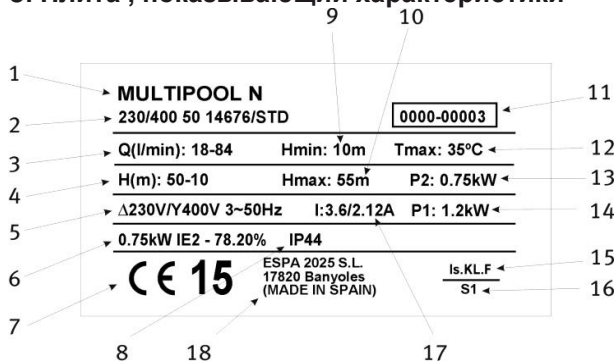 Плита , показывающий характеристики
9
10
1
MULTIPOOL N
11
2
230/400 50 14676/STD
0000-00003
3
Q(l/min): 18-84 Hmin: 10m Tmax: 35ºC
12
4
H(m): 50-10 Hmax: 55m P2: 0.75kW
13
5
Δ230V/Y400V 3~50Hz I:3.6/2.12A P1: 1.2kW
14
6
0.75kW IE2 - 78.20% IP44
7
CE 15
ESPA 2025 S.L.
17820 Banyoles
(MADE IN SPAIN)
Is.KL.F
15
S1
16
8
18
17